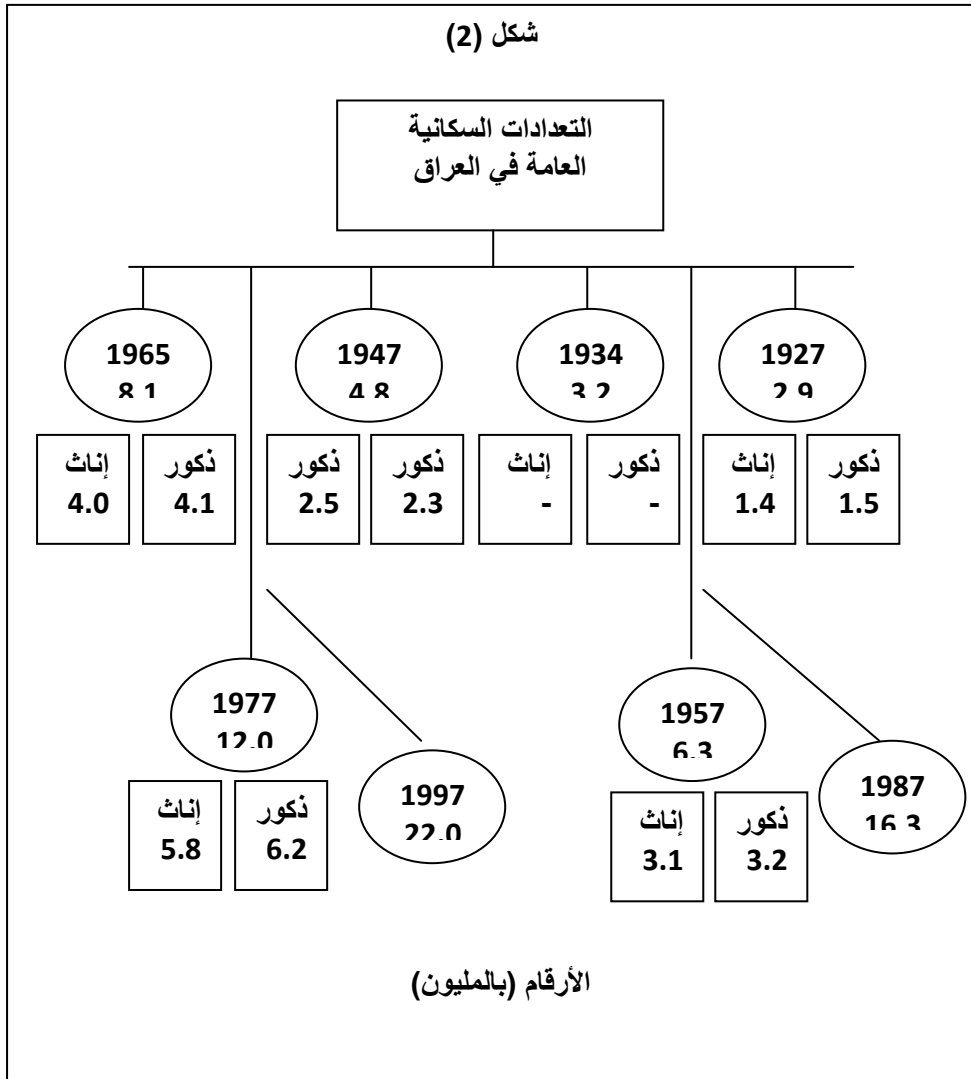 شكل (2)
التعدادات السكانية
العامة في العراق
1927
2.9
ذكور
1.5
إناث
1.4
1934
3.2
ذكور
-
إناث
-
1947
4.8
ذكور
2.3
ذكور
2.5
1965
8.1
ذكور
4.1
إناث
4.0
1957
6.3
ذكور
3.2
إناث
3.1
1987
16.3
1977
12.0
ذكور
6.2
إناث
5.8
1997
22.0
الأرقام (بالمليون)